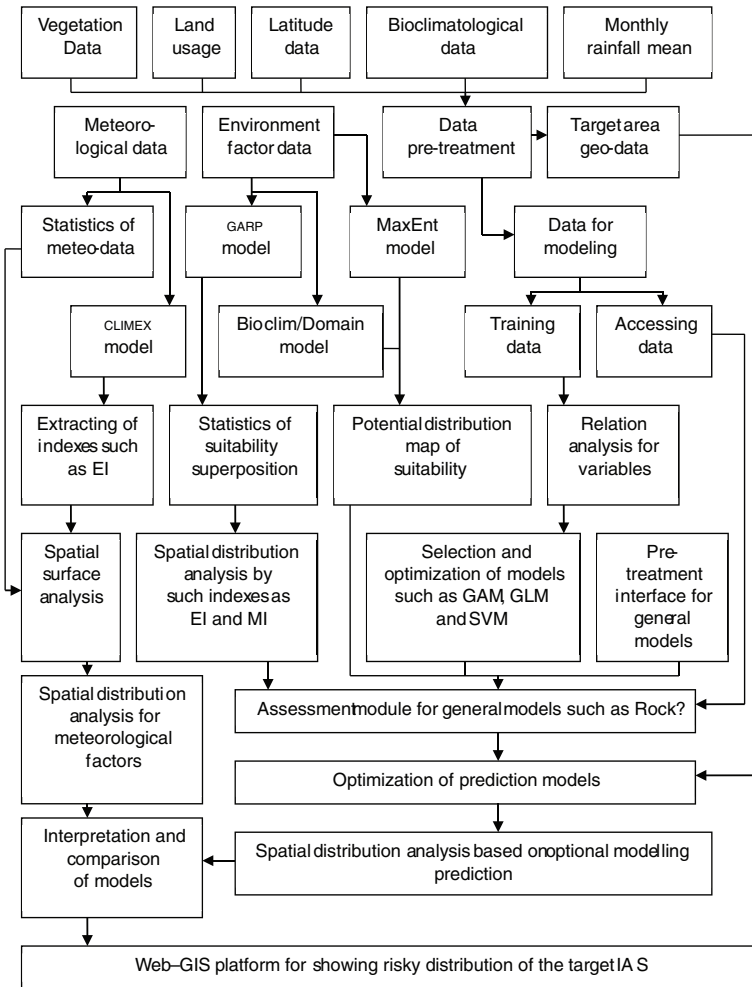 Vegetation
Data
Land
usage
Latitude
data
Bioclimatological
data
Monthly
rainfall mean
Meteoro-
logical data
Environment
factor data
Data
pre-treatment
Target area
geo-data
Statistics of
meteo-data
GARP
model
MaxEnt
model
Data for
modeling
CLIMEX
model
Bioclim/Domain
model
Training
data
Accessing
data
Extracting of
indexes such
as EI
Statistics of
suitability
superposition
Potential distribution
map of
suitability
Relation
analysis for
variables
Spatial
surface
analysis
Spatial distribution
analysis by
such indexes as
EI and MI
Selection and
optimization of models
such as GAM, GLM
and SVM
Pre-
treatment
interface for
general
models
Spatial distribution
analysis for
meteorological
factors
Assessment module for general models such as Rock?
Optimization of prediction models
Interpretation and
comparison
of models
Spatial distribution analysis based on optional modelling
prediction
Web–GIS platform for showing risky distribution of the target IAS